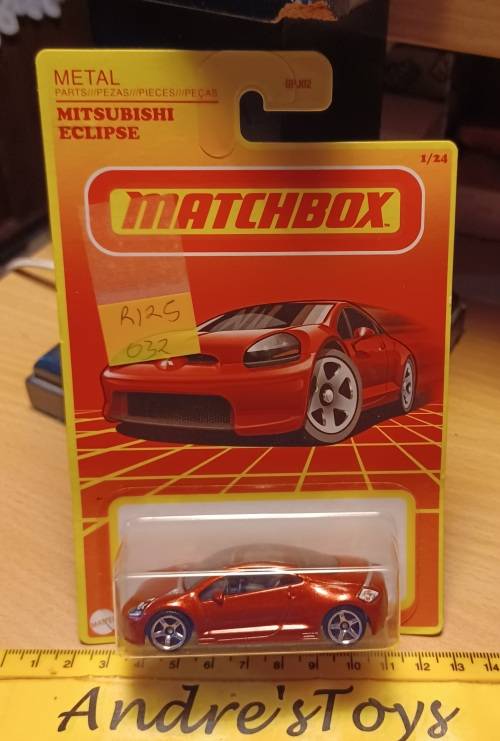 METAL
PARTS///PEZAS///PIECES///PEÇAS
MITSUBISHI
ECLIPSE
1/24
MATCHBOX
R125
032
1 2 3 4 5 6 7 8 9 10 11 12 13 14
Andre'sToys